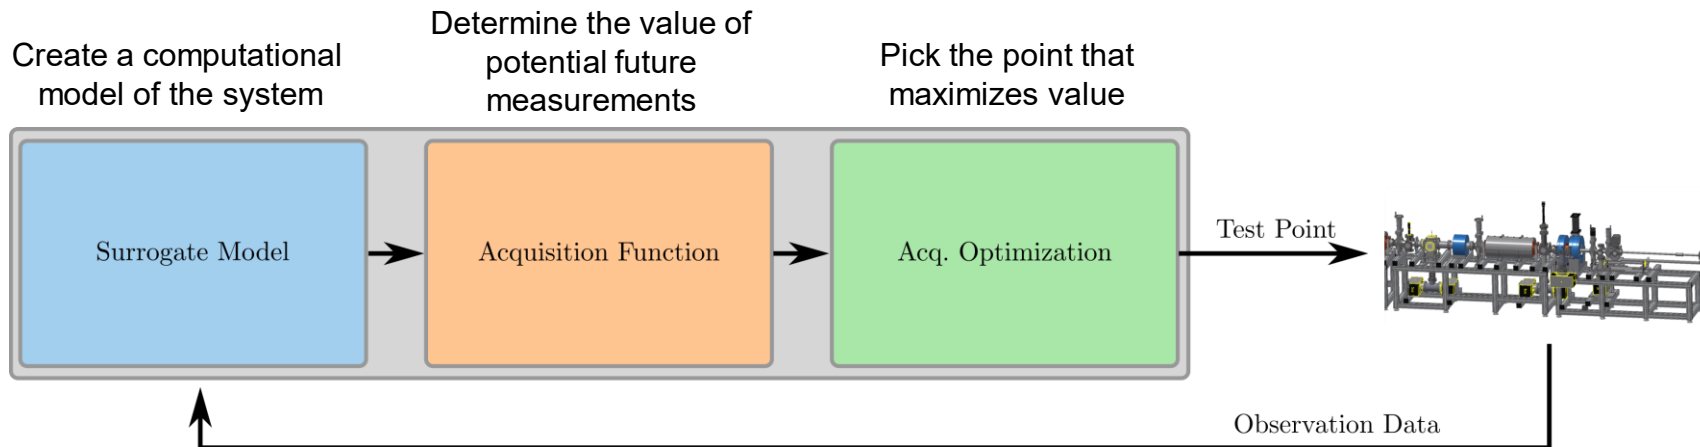 Create a computational
model of the system
Determine the value of
potential future
measurements
Pick the point that
maximizes value
Surrogate Model
Acquisition Function
Acq. Optimization
Test Point
Observation Data